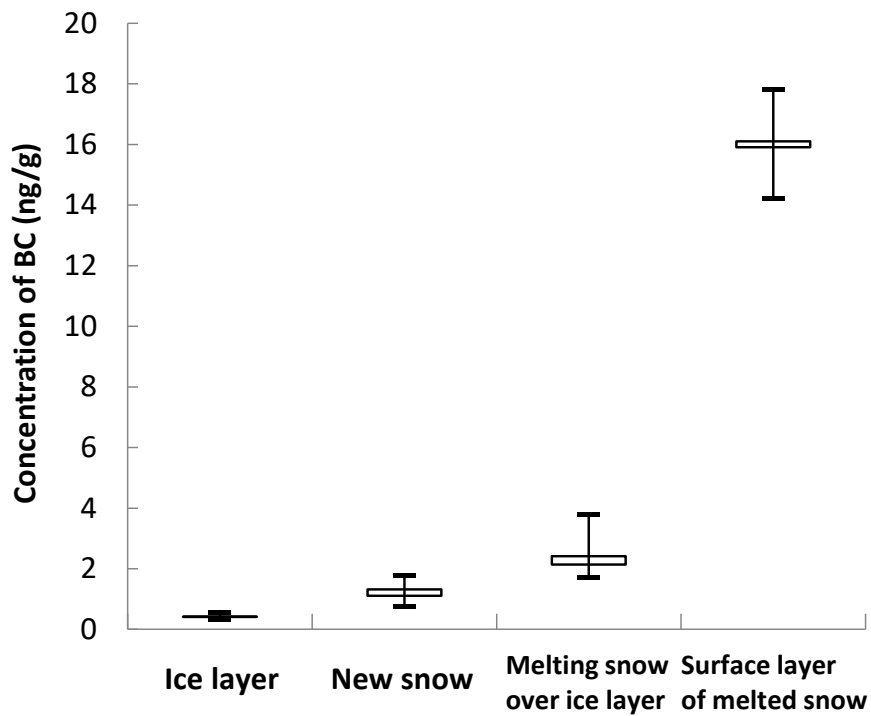 Concentration of BC (ng/g)
20
18
16
14
12
10
8
6
4
2
0
Ice layer
New snow
Melting snow
over ice layer
Surface layer
of melted snow